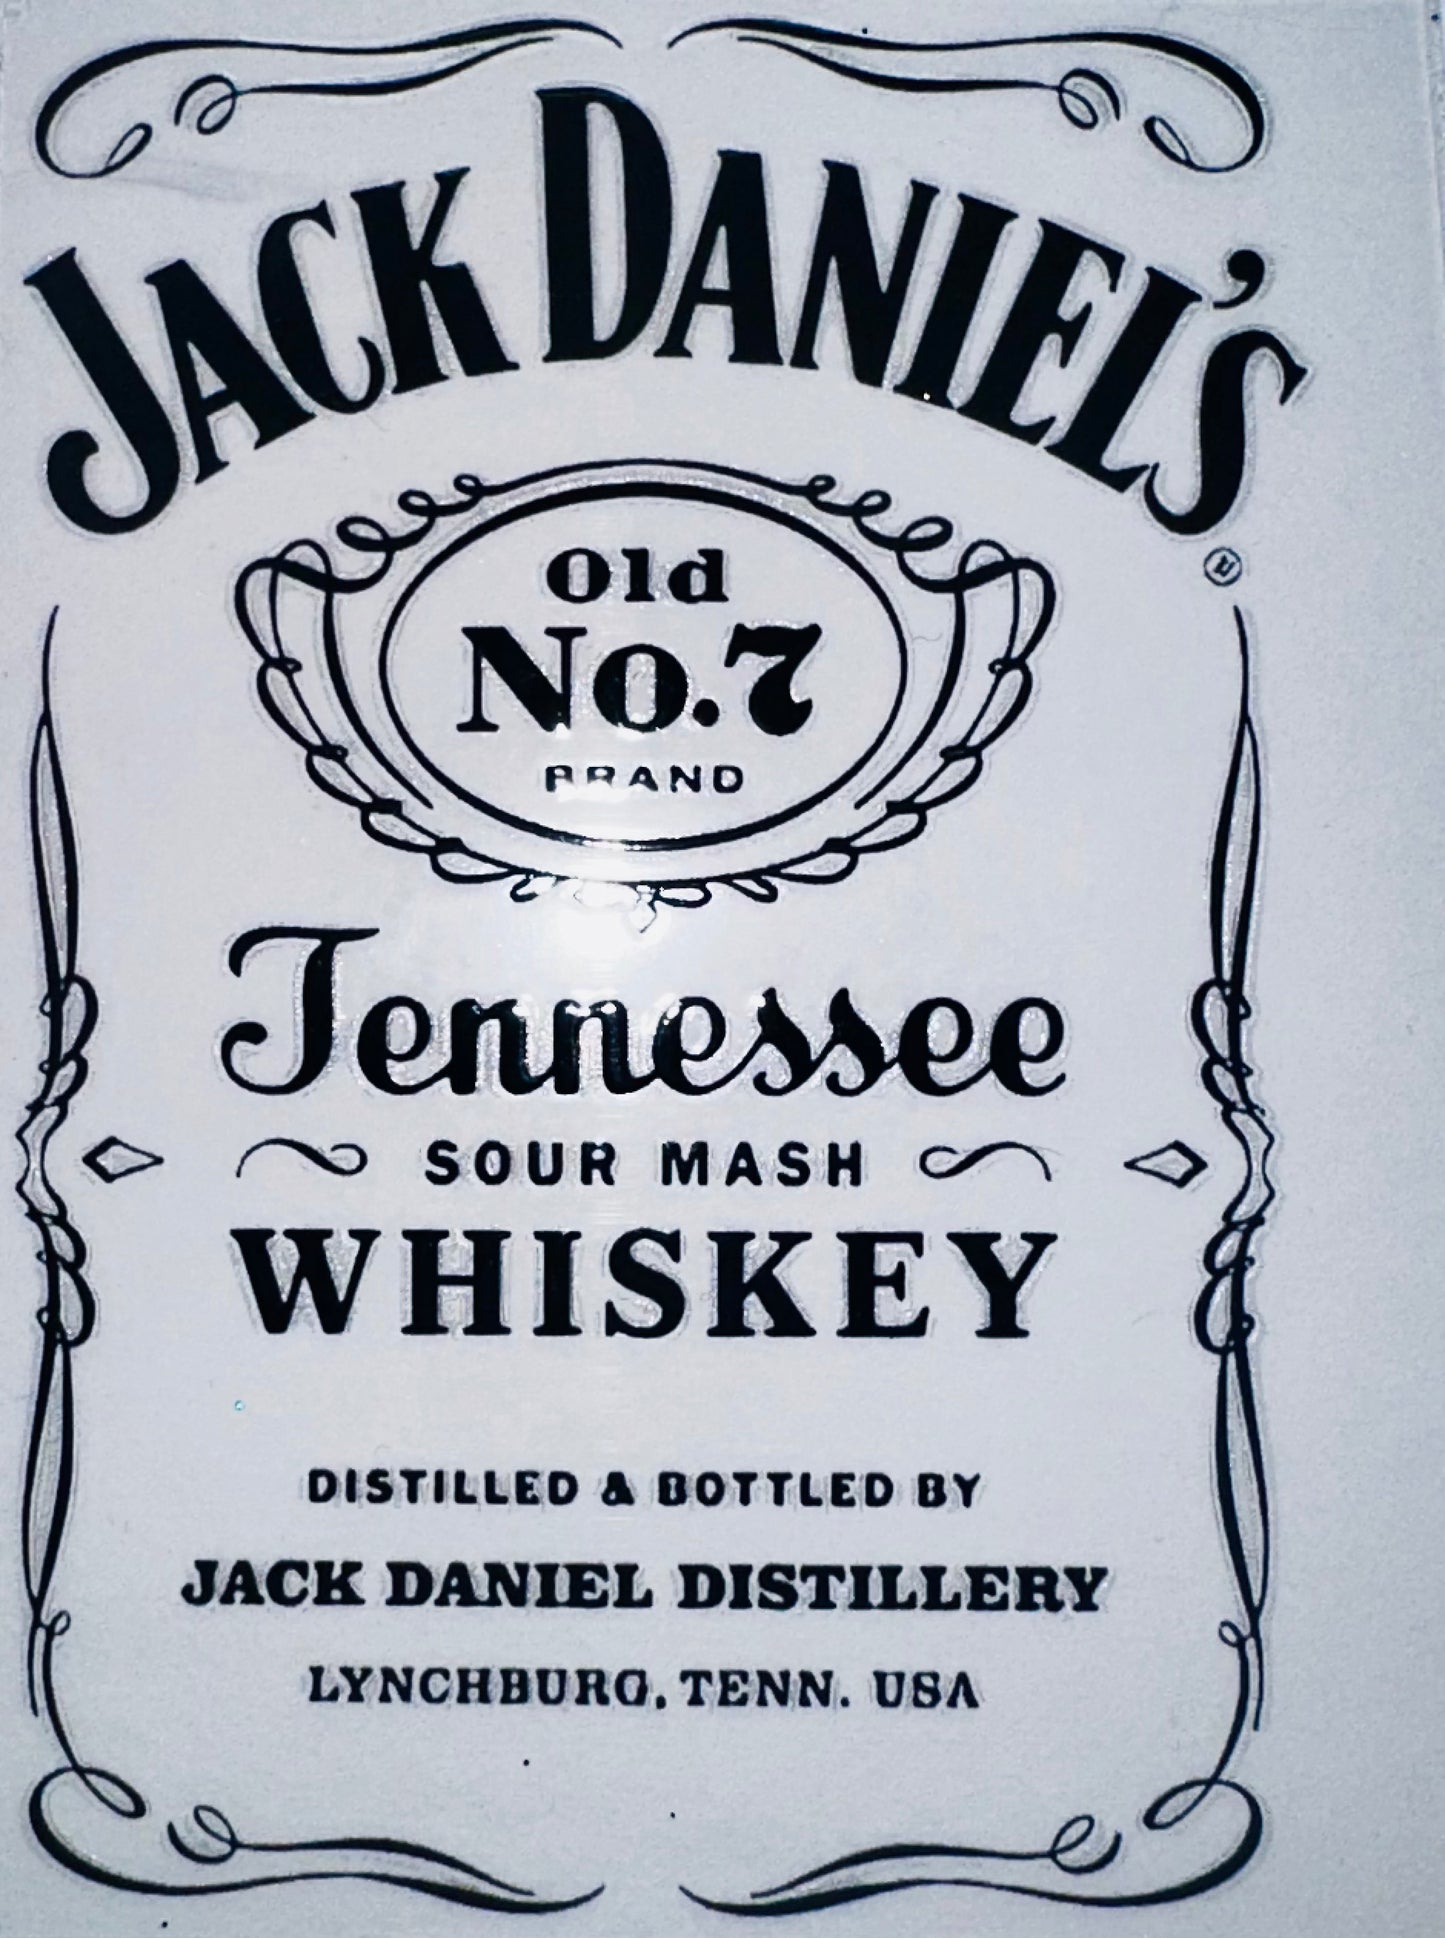 JACK DANIEL'S
®
Old
No.7
BRAND
Tennessee
SOUR MASH
WHISKEY
DISTILLED & BOTTLED BY
JACK DANIEL DISTILLERY
LYNCHBURG, TENN. USA